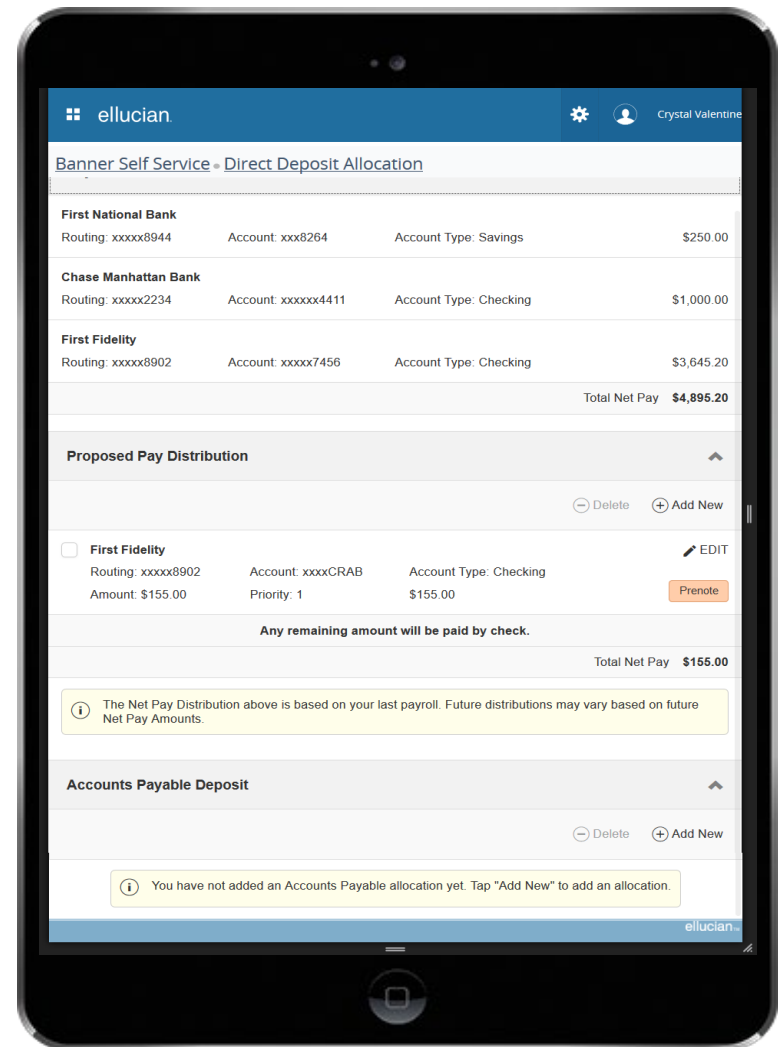 ellucian.
Crystal Valentine
Banner Self Service • Direct Deposit Allocation
First National Bank
Routing: xxxxx8944 Account: xxx8264 Account Type: Savings $250.00
Chase Manhattan Bank
Routing: xxxxx2234 Account: xxxxxx4411 Account Type: Checking $1,000.00
First Fidelity
Routing: xxxxx8902 Account: xxxxx7456 Account Type: Checking $3,645.20
Total Net Pay $4,895.20
Proposed Pay Distribution
Delete Add New
First Fidelity EDIT
Routing: xxxxx8902 Account: xxxxCRAB Account Type: Checking
Amount: $155.00 Priority: 1 $155.00 Prenote
Any remaining amount will be paid by check.
Total Net Pay $155.00
The Net Pay Distribution above is based on your last payroll. Future distributions may vary based on future
Net Pay Amounts.
Accounts Payable Deposit
Delete Add New
You have not added an Accounts Payable allocation yet. Tap "Add New" to add an allocation.
ellucian™